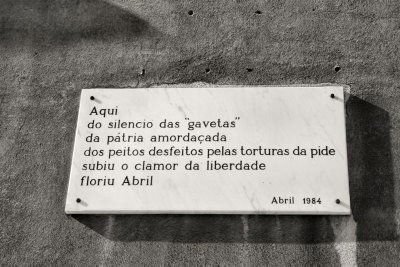 Aqui
do silencio das "gavetas"
da pátria amordaçada
dos peitos desfeitos pelas torturas da pide
subiu o clamor da liberdade
floriu Abril
Abril 1984